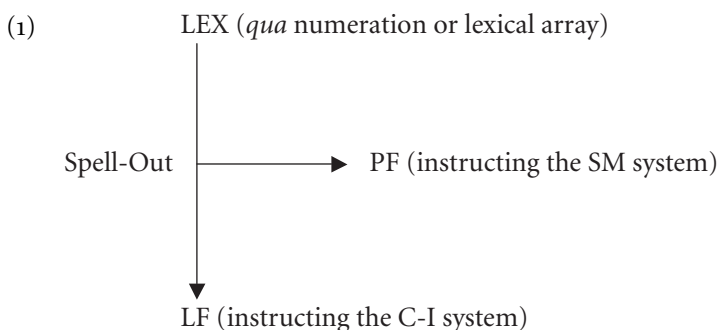 (1) LEX (qua numeration or lexical array)
Spell-Out PF (instructing the SM system)
LF (instructing the C-I system)